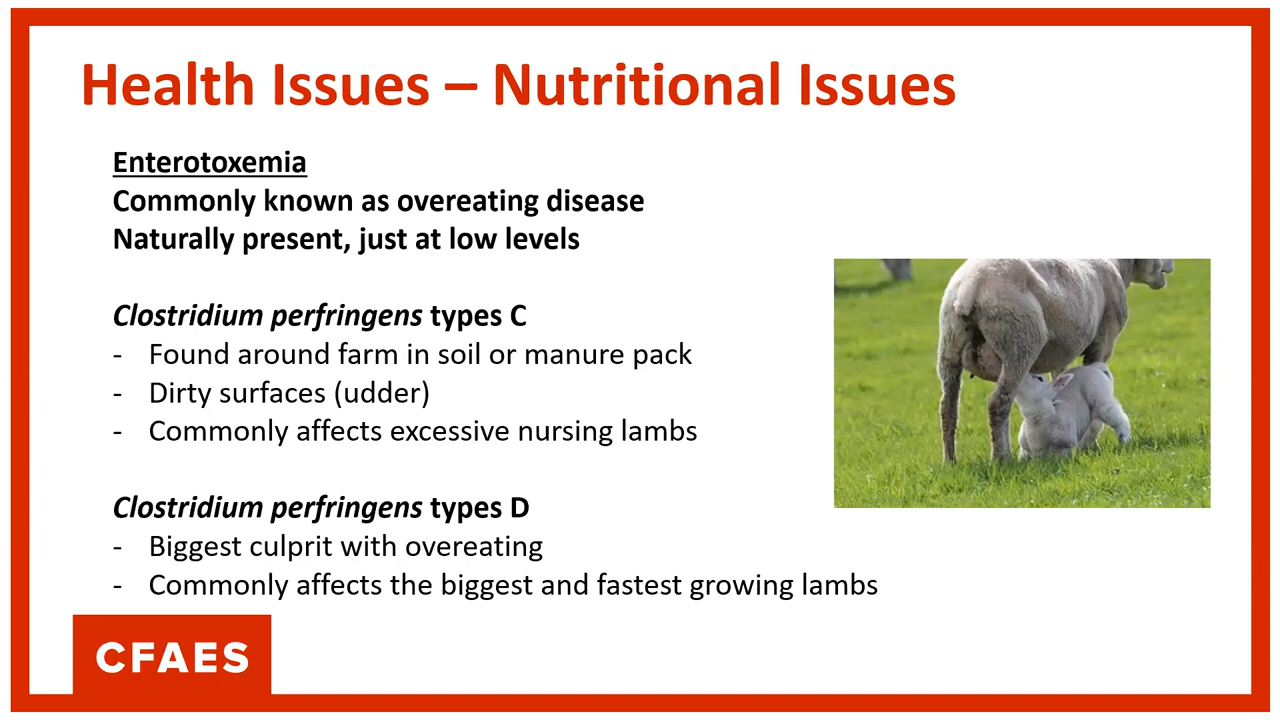 Health Issues – Nutritional Issues
Enterotoxemia
Commonly known as overeating disease
Naturally present, just at low levels
Clostridium perfringens types C
- Found around farm in soil or manure pack
- Dirty surfaces (udder)
- Commonly affects excessive nursing lambs
Clostridium perfringens types D
- Biggest culprit with overeating
- Commonly affects the biggest and fastest growing lambs
CFAES